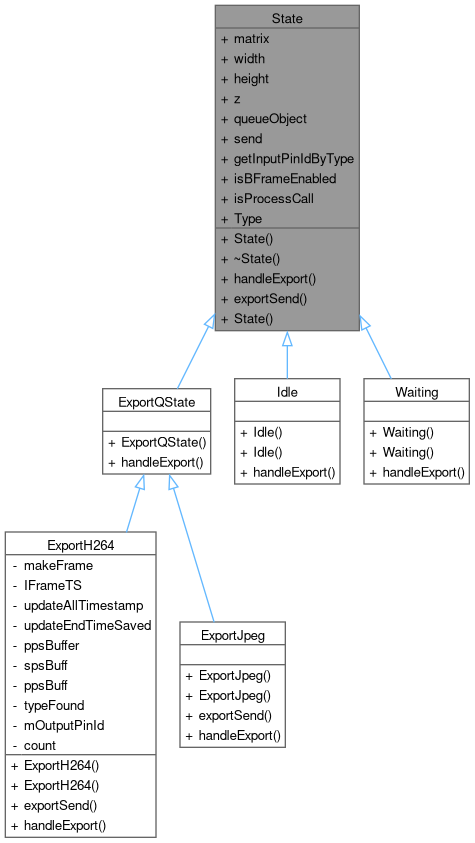 State
+ matrix
+ width
+ height
+ z
+ queueObject
+ send
+ getInputPinIdByType
+ isBFrameEnabled
+ isProcessCall
+ Type
+ State()
+ ~State()
+ handleExport()
+ exportSend()
+ State()
ExportQState
+ ExportQState()
+ handleExport()
Idle
+ Idle()
+ Idle()
+ handleExport()
Waiting
+ Waiting()
+ Waiting()
+ handleExport()
ExportH264
- makeFrame
- IFrameTS
- updateAllTimestamp
- updateEndTimeSaved
- ppsBuffer
- spsBuff
- ppsBuff
- typeFound
- mOutputPinId
- count
+ ExportH264()
+ ExportH264()
+ exportSend()
+ handleExport()
ExportJpeg
+ ExportJpeg()
+ ExportJpeg()
+ exportSend()
+ handleExport()